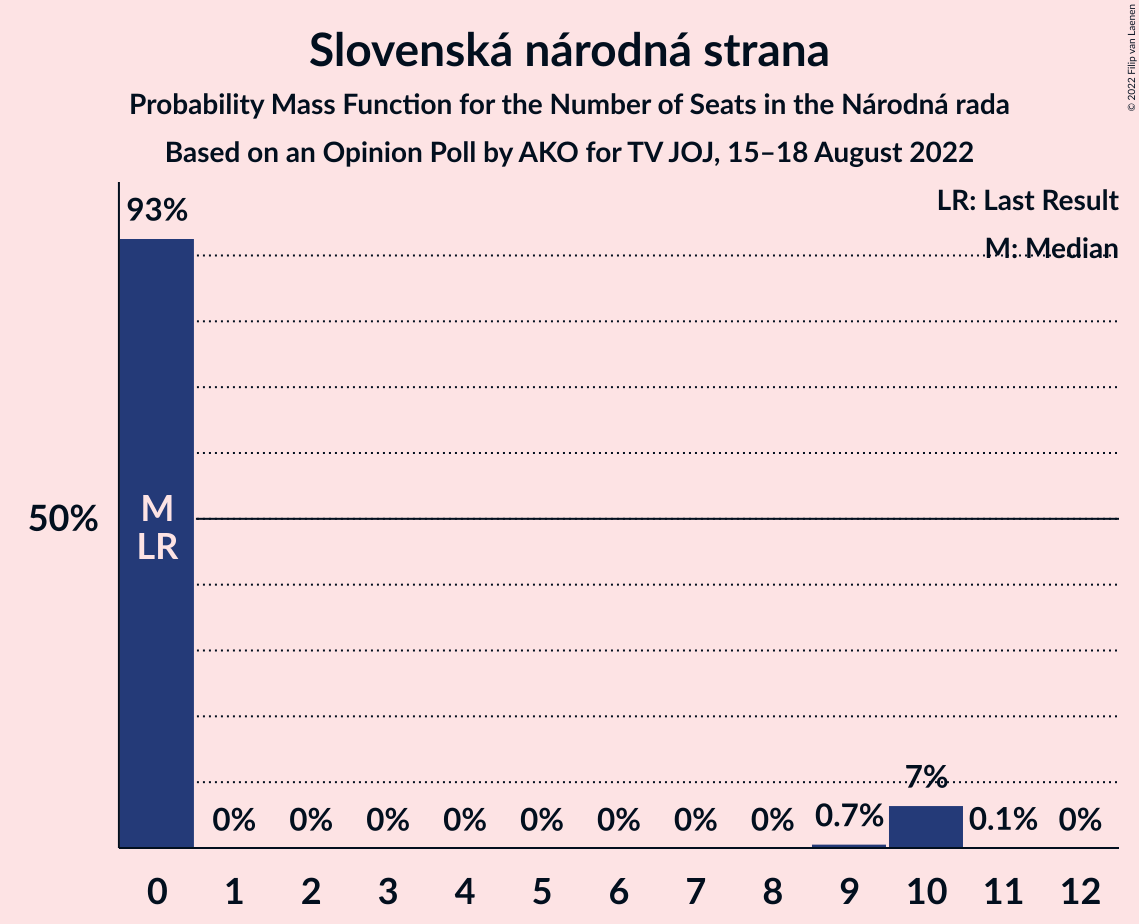 Slovenská národná strana
Probability Mass Function for the Number of Seats in the Národná rada
Based on an Opinion Poll by AKO for TV JOJ, 15–18 August 2022
© 2022 Filip van Laenen
LR: Last Result
M: Median
93%
50%
M
LR
0% 0% 0% 0% 0% 0% 0% 0% 0.7% 7% 0.1% 0%
0 1 2 3 4 5 6 7 8 9 10 11 12